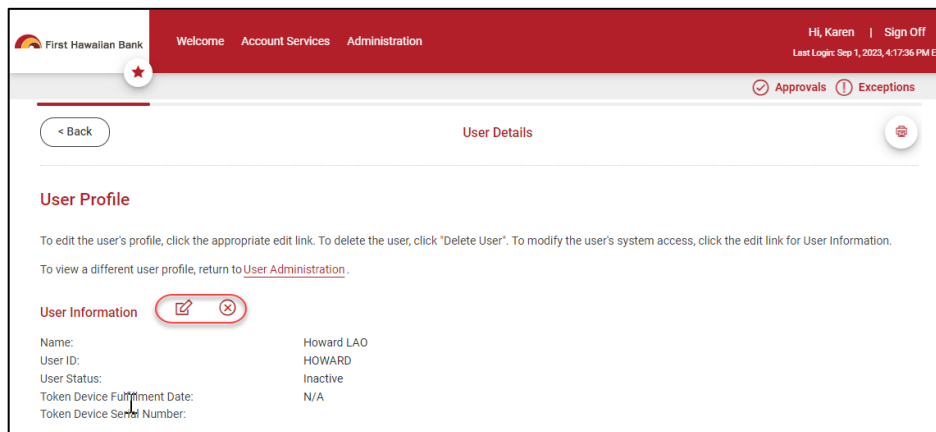 First Hawaiian Bank
Welcome Account Services Administration
Hi, Karen | Sign Off
Last Login: Sep 1, 2023, 4:17:36 PM E
Approvals Exceptions
< Back
User Details
User Profile
To edit the user's profile, click the appropriate edit link. To delete the user, click "Delete User". To modify the user's system access, click the edit link for User Information.
To view a different user profile, return to User Administration .
User Information
Name: Howard LAO
User ID: HOWARD
User Status: Inactive
Token Device Fulfillment Date: N/A
Token Device Serial Number: